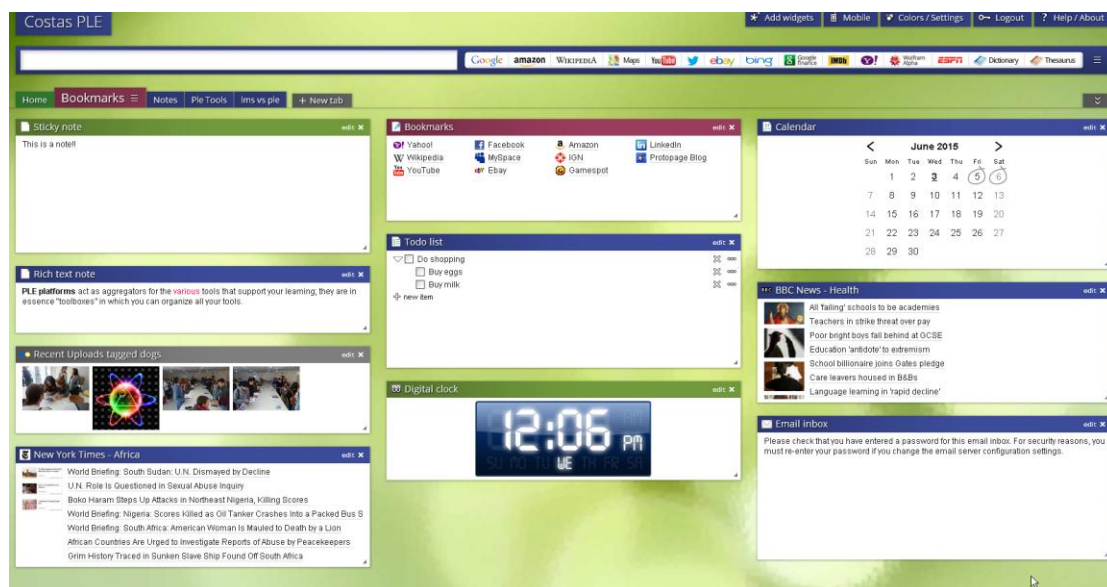 Costas PLE
Add widgets Mobile Colors / Settings Logout ? Help / About
Google amazon WIKIPEDIA Maps YouTube ebay bing Google finance IMDb Y! Wolfram Alpha ESPN Dictionary Thesaurus
Home Bookmarks Notes Ple Tools lms vs ple + New tab
Sticky note edit
This is a note!!
Rich text note edit
PLE platforms act as aggregators for the various tools that support your learning; they are in
essence "toolboxes" in which you can organize all your tools.
Recent Uploads tagged dogs edit
New York Times - Africa edit
World Briefing: South Sudan: U.N. Dismayed by Decline
U.N. Role Is Questioned in Sexual Abuse Inquiry
Boko Haram Steps Up Attacks in Northeast Nigeria, Killing Scores
World Briefing: Nigeria: Scores Killed as Oil Tanker Crashes Into a Packed Bus S
World Briefing: South Africa: American Woman Is Mauled to Death by a Lion
African Countries Are Urged to Investigate Reports of Abuse by Peacekeepers
Grim History Traced in Sunken Slave Ship Found Off South Africa
Bookmarks edit
Yahoo! Facebook Amazon LinkedIn
Wikipedia MySpace IGN Protopage Blog
YouTube Ebay Gamespot
Todo list edit
Do shopping
Buy eggs
Buy milk
new item
Digital clock edit
12:06 PM
SU MO TU WE TH FR SA
Calendar edit
< June 2015 >
Sun Mon Tue Wed Thu Fri Sat
1 2 3 4 5 6
7 8 9 10 11 12 13
14 15 16 17 18 19 20
21 22 23 24 25 26 27
28 29 30
BBC News - Health edit
All 'failing' schools to be academies
Teachers in strike threat over pay
Poor bright boys fall behind at GCSE
Education 'antidote' to extremism
School billionaire joins Gates pledge
Care leavers housed in B&Bs
Language learning in 'rapid decline'
Email inbox edit
Please check that you have entered a password for this email inbox. For security reasons, you
must re-enter your password if you change the email server configuration settings.